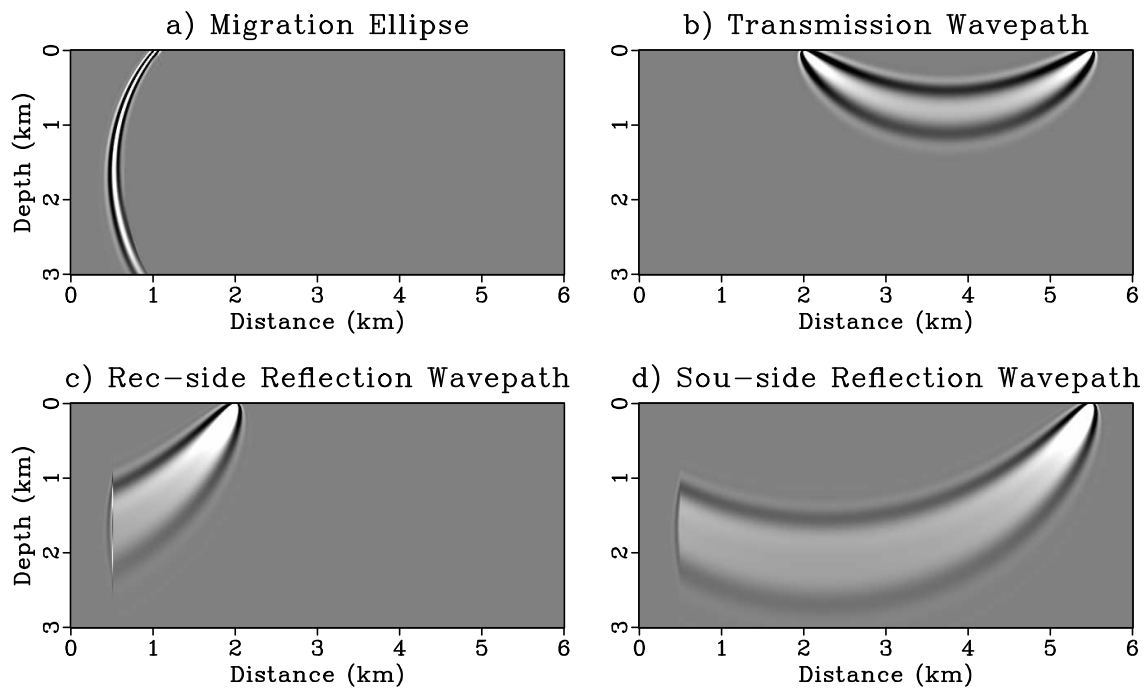 a) Migration Ellipse
0
1
2
3
Depth (km)
0 1 2 3 4 5 6
Distance (km)
b) Transmission Wavepath
0
1
2
3
0 1 2 3 4 5 6
Distance (km)
c) Rec-side Reflection Wavepath
0
1
2
3
Depth (km)
0 1 2 3 4 5 6
Distance (km)
d) Sou-side Reflection Wavepath
0
1
2
3
0 1 2 3 4 5 6
Distance (km)